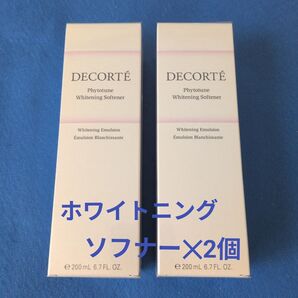 DECORTÉ
Phytotune
Whitening Softener
Whitening Emulsion
Émulsion Blanchissante
℮200 mL 6.7 FL. OZ.
DECORTÉ
Phytotune
Whitening Softener
Whitening Emulsion
Émulsion Blanchissante
℮200 mL 6.7 FL. OZ.
ホワイトニング
ソフナー✕2個